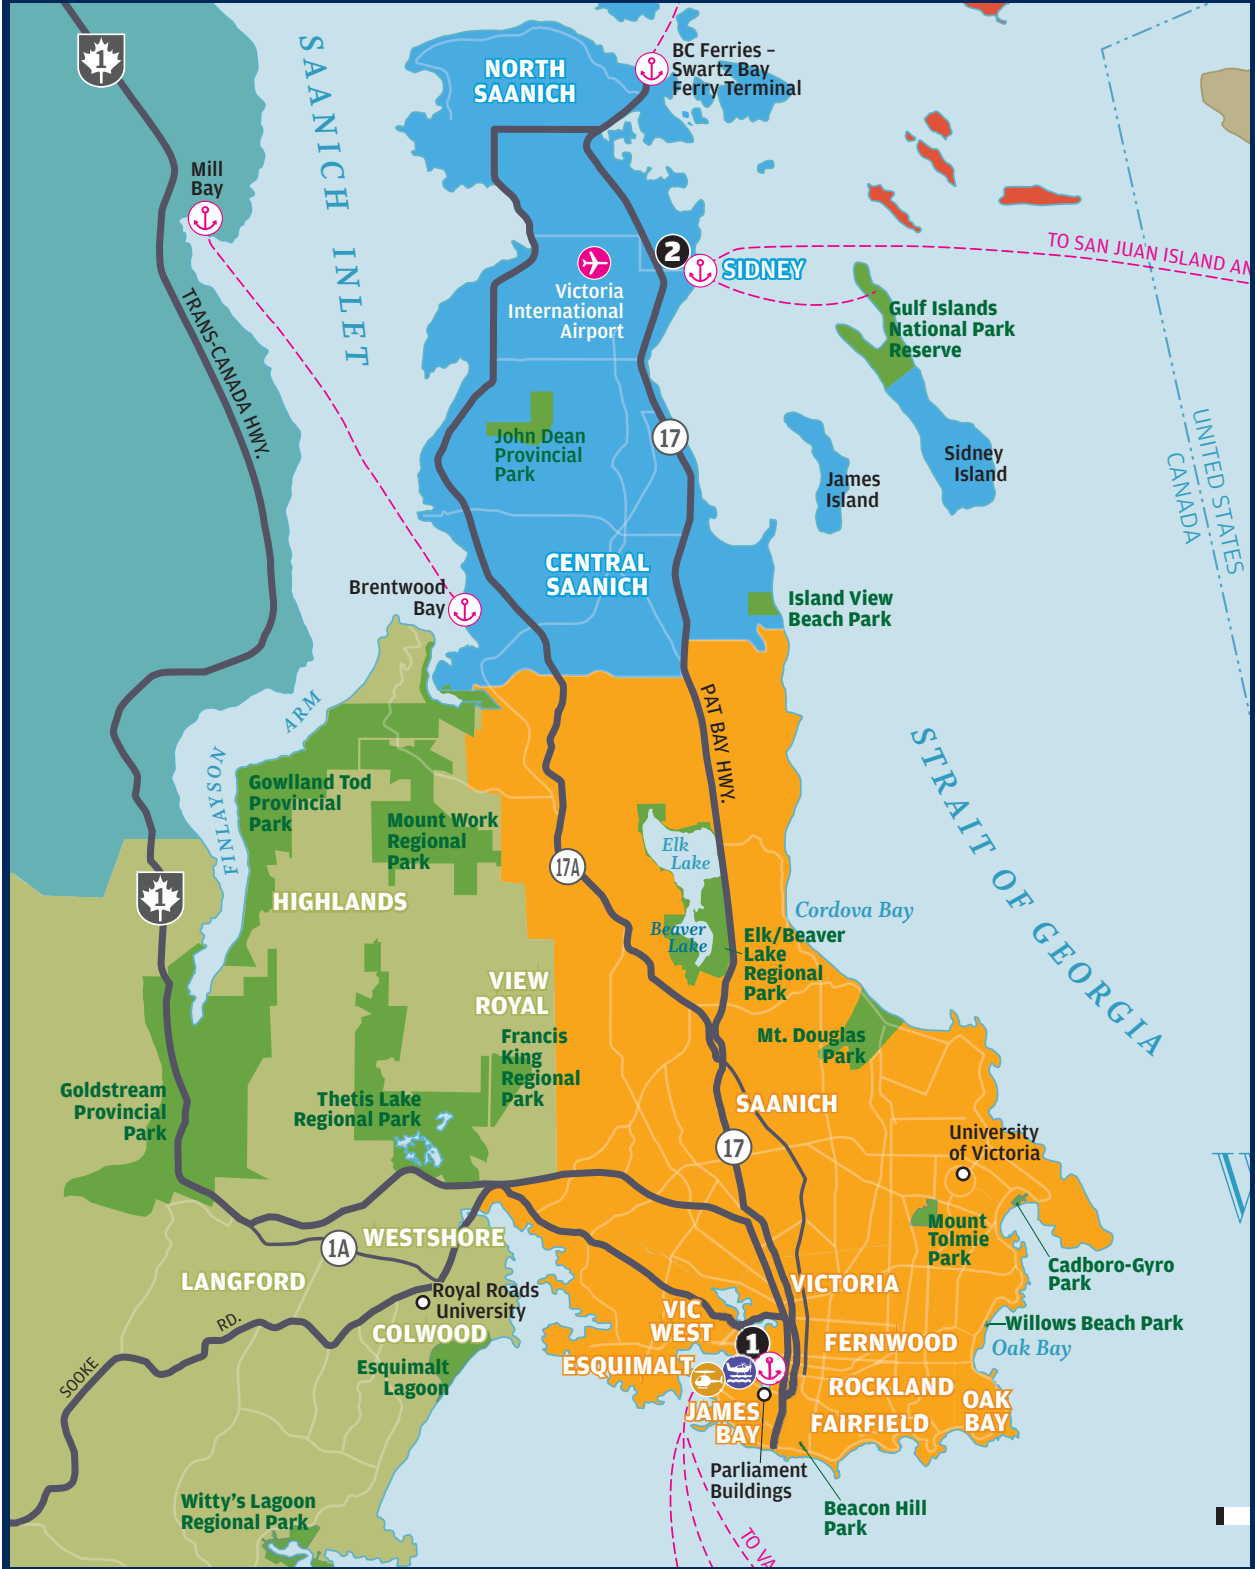 1
SAANICH INLET
NORTH
SAANICH
BC Ferries –
Swartz Bay
Ferry Terminal
Mill
Bay
2
SIDNEY
TO SAN JUAN ISLAND AN
Victoria
International
Airport
Gulf Islands
National Park
Reserve
TRANS-CANADA HWY.
John Dean
Provincial
Park
17
James
Island
Sidney
Island
UNITED STATES
CANADA
CENTRAL
SAANICH
Brentwood
Bay
Island View
Beach Park
FINLAYSON ARM
PAT BAY HWY.
STRAIT OF GEORGIA
Gowlland Tod
Provincial
Park
Mount Work
Regional
Park
Elk
Lake
17A
1
HIGHLANDS
Cordova Bay
Beaver
Lake
Elk/Beaver
Lake
Regional
Park
VIEW
ROYAL
Francis
King
Regional
Park
Mt. Douglas
Park
Goldstream
Provincial
Park
Thetis Lake
Regional Park
SAANICH
17
University
of Victoria
W
Mount
Tolmie
Park
Cadboro-Gyro
Park
1A
WESTSHORE
LANGFORD
Royal Roads
University
VICTORIA
VIC
WEST
Willows Beach Park
Oak Bay
SOOKE RD.
COLWOOD
1
FERNWOOD
Esquimalt
Lagoon
ESQUIMALT
ROCKLAND
OAK
BAY
JAMES
BAY
FAIRFIELD
Parliament
Buildings
Beacon Hill
Park
Witty's Lagoon
Regional Park
TO VA